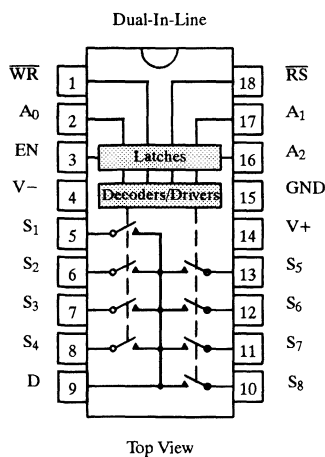 Dual-In-Line
WR 1 18 RS
A0 2 17 A1
EN 3 Latches 16 A2
V− 4 Decoders/Drivers 15 GND
S1 5 14 V+
S2 6 13 S5
S3 7 12 S6
S4 8 11 S7
D 9 10 S8
Top View